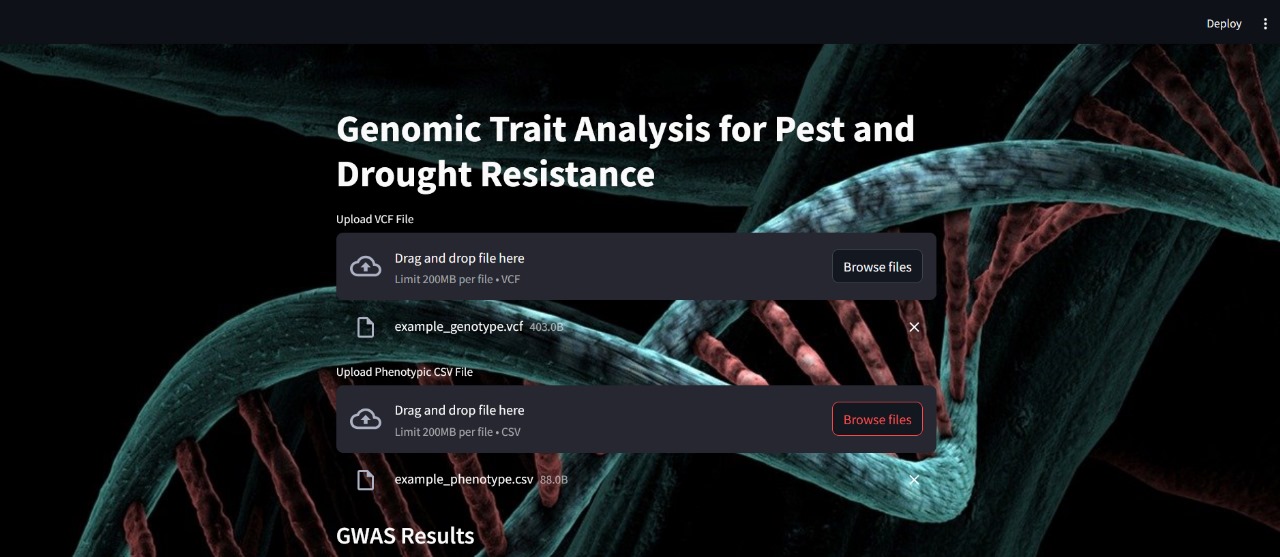 Deploy
Genomic Trait Analysis for Pest and
Drought Resistance
Upload VCF File
Drag and drop file here
Limit 200MB per file • VCF
Browse files
example_genotype.vcf 403.0B
Upload Phenotypic CSV File
Drag and drop file here
Limit 200MB per file • CSV
Browse files
example_phenotype.csv 88.0B
GWAS Results